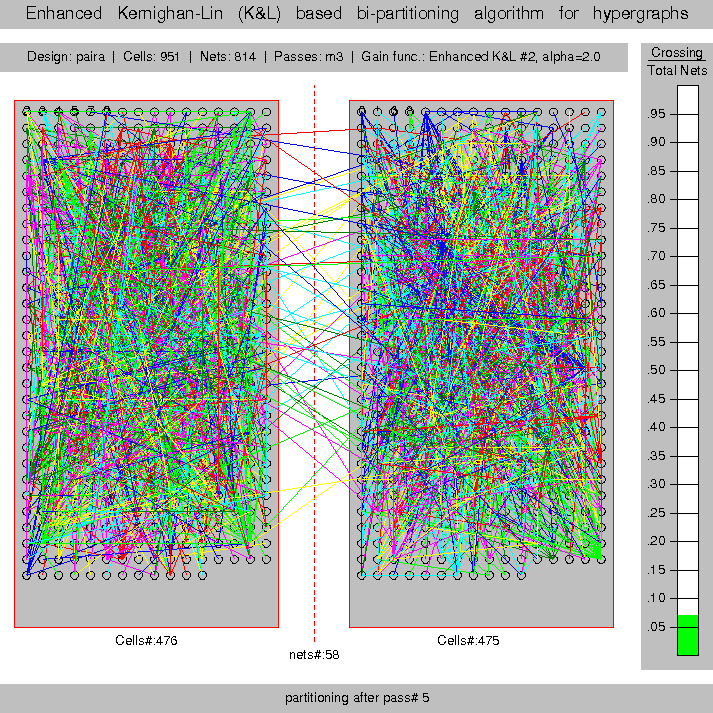 Enhanced Kernighan-Lin (K&L) based bi-partitioning algorithm for hypergraphs
Design: paira | Cells: 951 | Nets: 814 | Passes: m3 | Gain func.: Enhanced K&L #2, alpha=2.0
Crossing
Total Nets
.95
.90
.85
.80
.75
.70
.65
.60
.55
.50
.45
.40
.35
.30
.25
.20
.15
.10
.05
Cells#:476
Cells#:475
nets#:58
partitioning after pass# 5